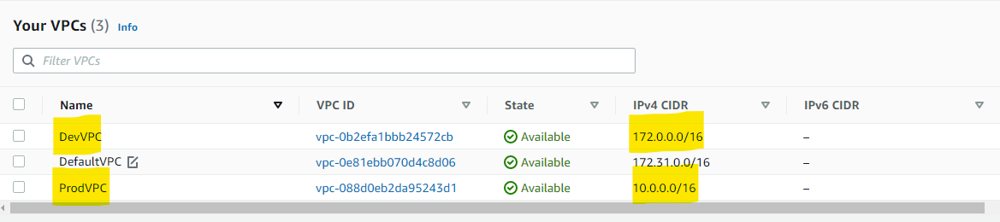 Your VPCs (3) Info
Filter VPCs
Name VPC ID State IPv4 CIDR IPv6 CIDR
DevVPC vpc-0b2efa1bbb24572cb Available 172.0.0.0/16 –
DefaultVPC vpc-0e81ebb070d4c8d06 Available 172.31.0.0/16 –
ProdVPC vpc-088d0eb2da95243d1 Available 10.0.0.0/16 –